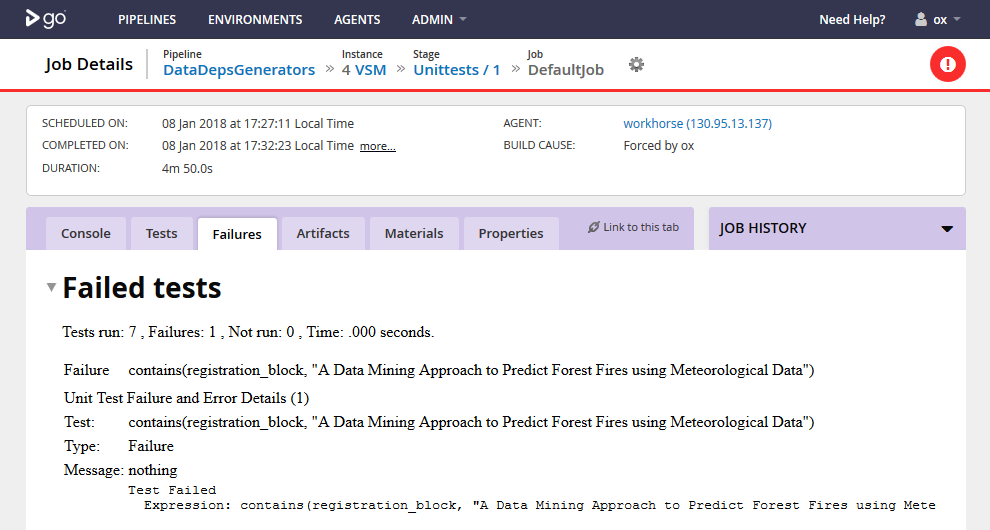 go PIPELINES ENVIRONMENTS AGENTS ADMIN Need Help? ox
Job Details
Pipeline Instance Stage Job
DataDepsGenerators » 4 VSM » Unittests / 1 » DefaultJob
SCHEDULED ON: 08 Jan 2018 at 17:27:11 Local Time AGENT: workhorse (130.95.13.137)
COMPLETED ON: 08 Jan 2018 at 17:32:23 Local Time more... BUILD CAUSE: Forced by ox
DURATION: 4m 50.0s
Console Tests Failures Artifacts Materials Properties Link to this tab JOB HISTORY
Failed tests
Tests run: 7 , Failures: 1 , Not run: 0 , Time: .000 seconds.
Failure contains(registration_block, "A Data Mining Approach to Predict Forest Fires using Meteorological Data")
Unit Test Failure and Error Details (1)
Test: contains(registration_block, "A Data Mining Approach to Predict Forest Fires using Meteorological Data")
Type: Failure
Message: nothing
Test Failed
Expression: contains(registration_block, "A Data Mining Approach to Predict Forest Fires using Mete